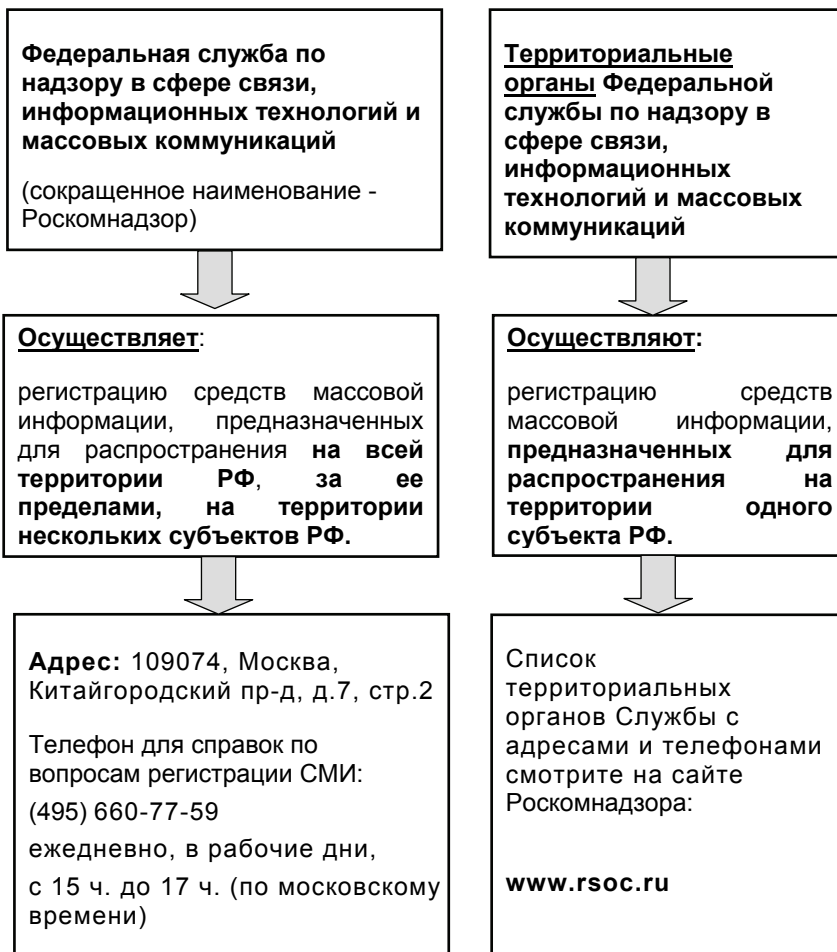 Федеральная служба по
надзору в сфере связи,
информационных технологий и
массовых коммуникаций
(сокращенное наименование -
Роскомнадзор)
Территориальные
органы Федеральной
службы по надзору в
сфере связи,
информационных
технологий и массовых
коммуникаций
Осуществляет:
регистрацию средств массовой
информации, предназначенных
для распространения на всей
территории РФ, за ее
пределами, на территории
нескольких субъектов РФ.
Осуществляют:
регистрацию средств
массовой информации,
предназначенных для
распространения на
территории одного
субъекта РФ.
Адрес: 109074, Москва,
Китайгородский пр-д, д.7, стр.2
Телефон для справок по
вопросам регистрации СМИ:
(495) 660-77-59
ежедневно, в рабочие дни,
с 15 ч. до 17 ч. (по московскому
времени)
Список
территориальных
органов Службы с
адресами и телефонами
смотрите на сайте
Роскомнадзора:
www.rsoc.ru